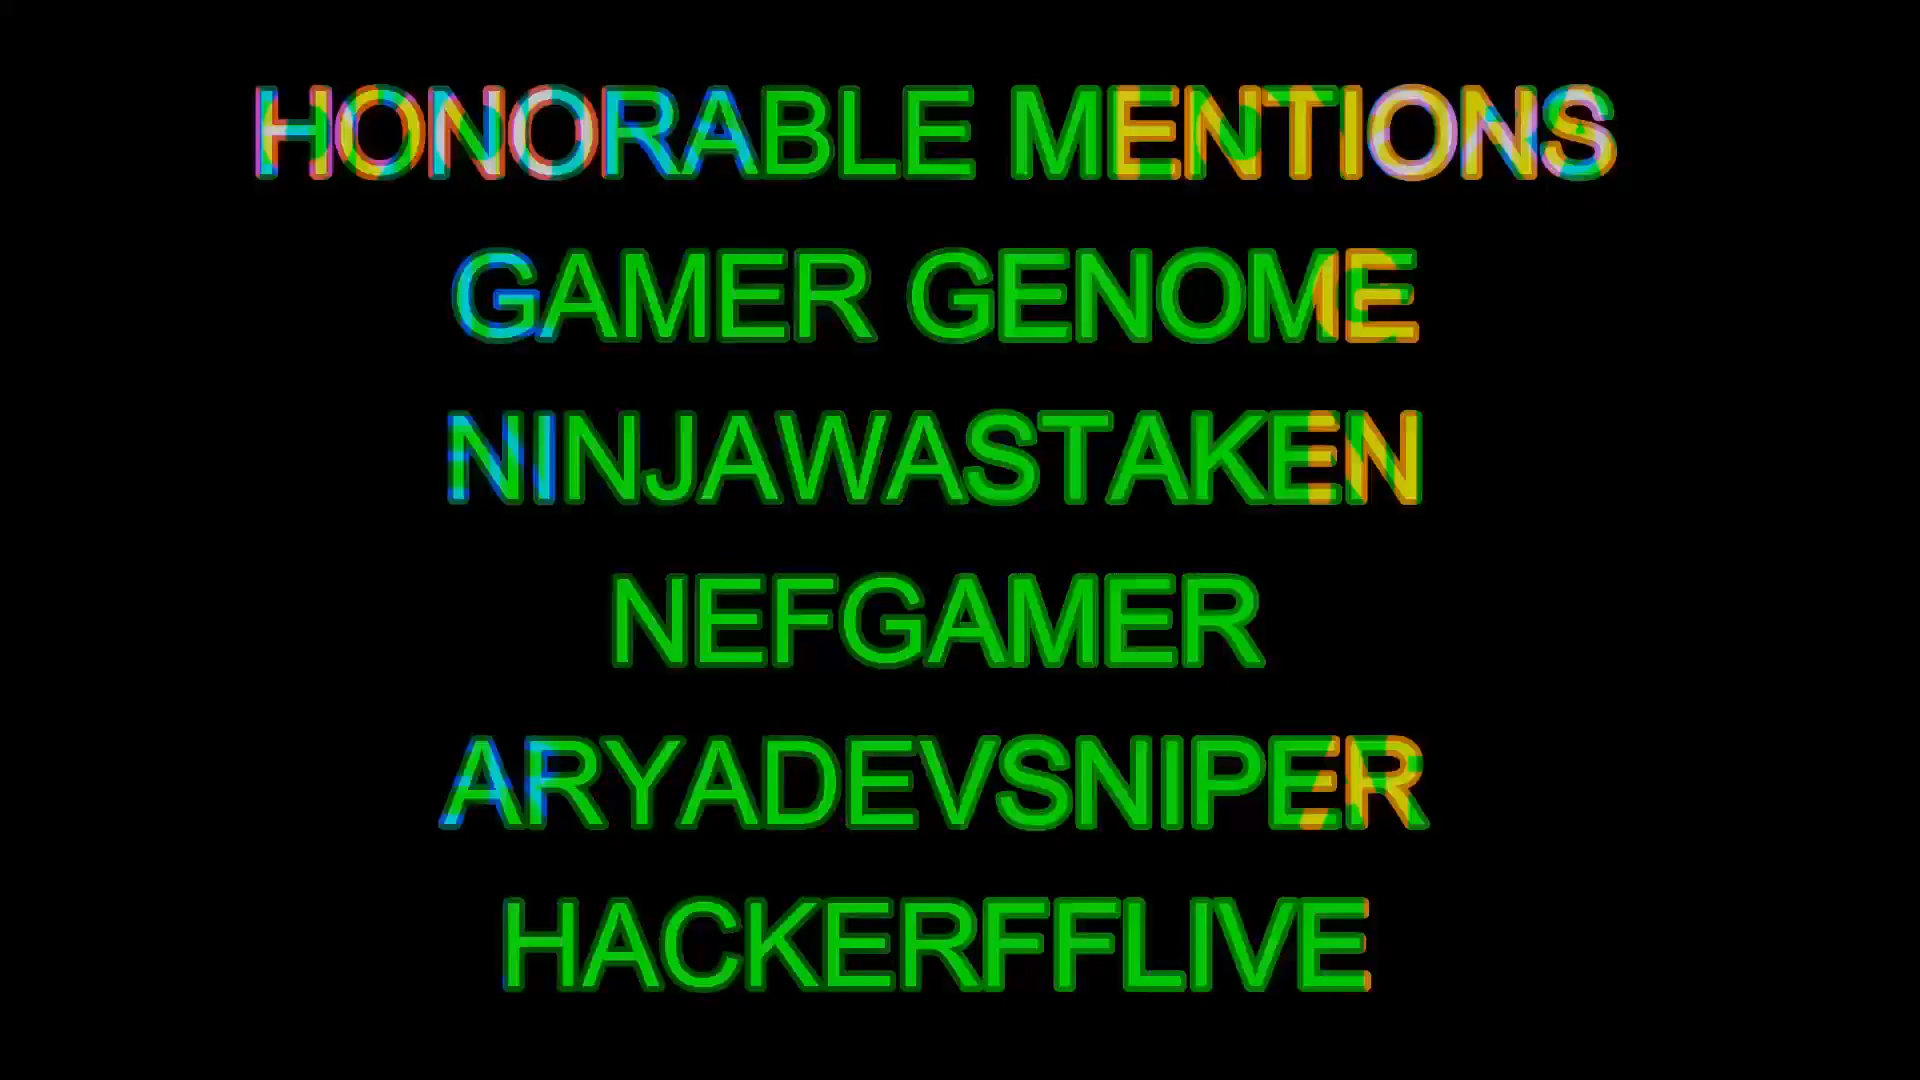 HONORABLE MENTIONS
GAMER GENOME
NINJAWASTAKEN
NEFGAMER
ARYADEVSNIPER
HACKERFFLIVE